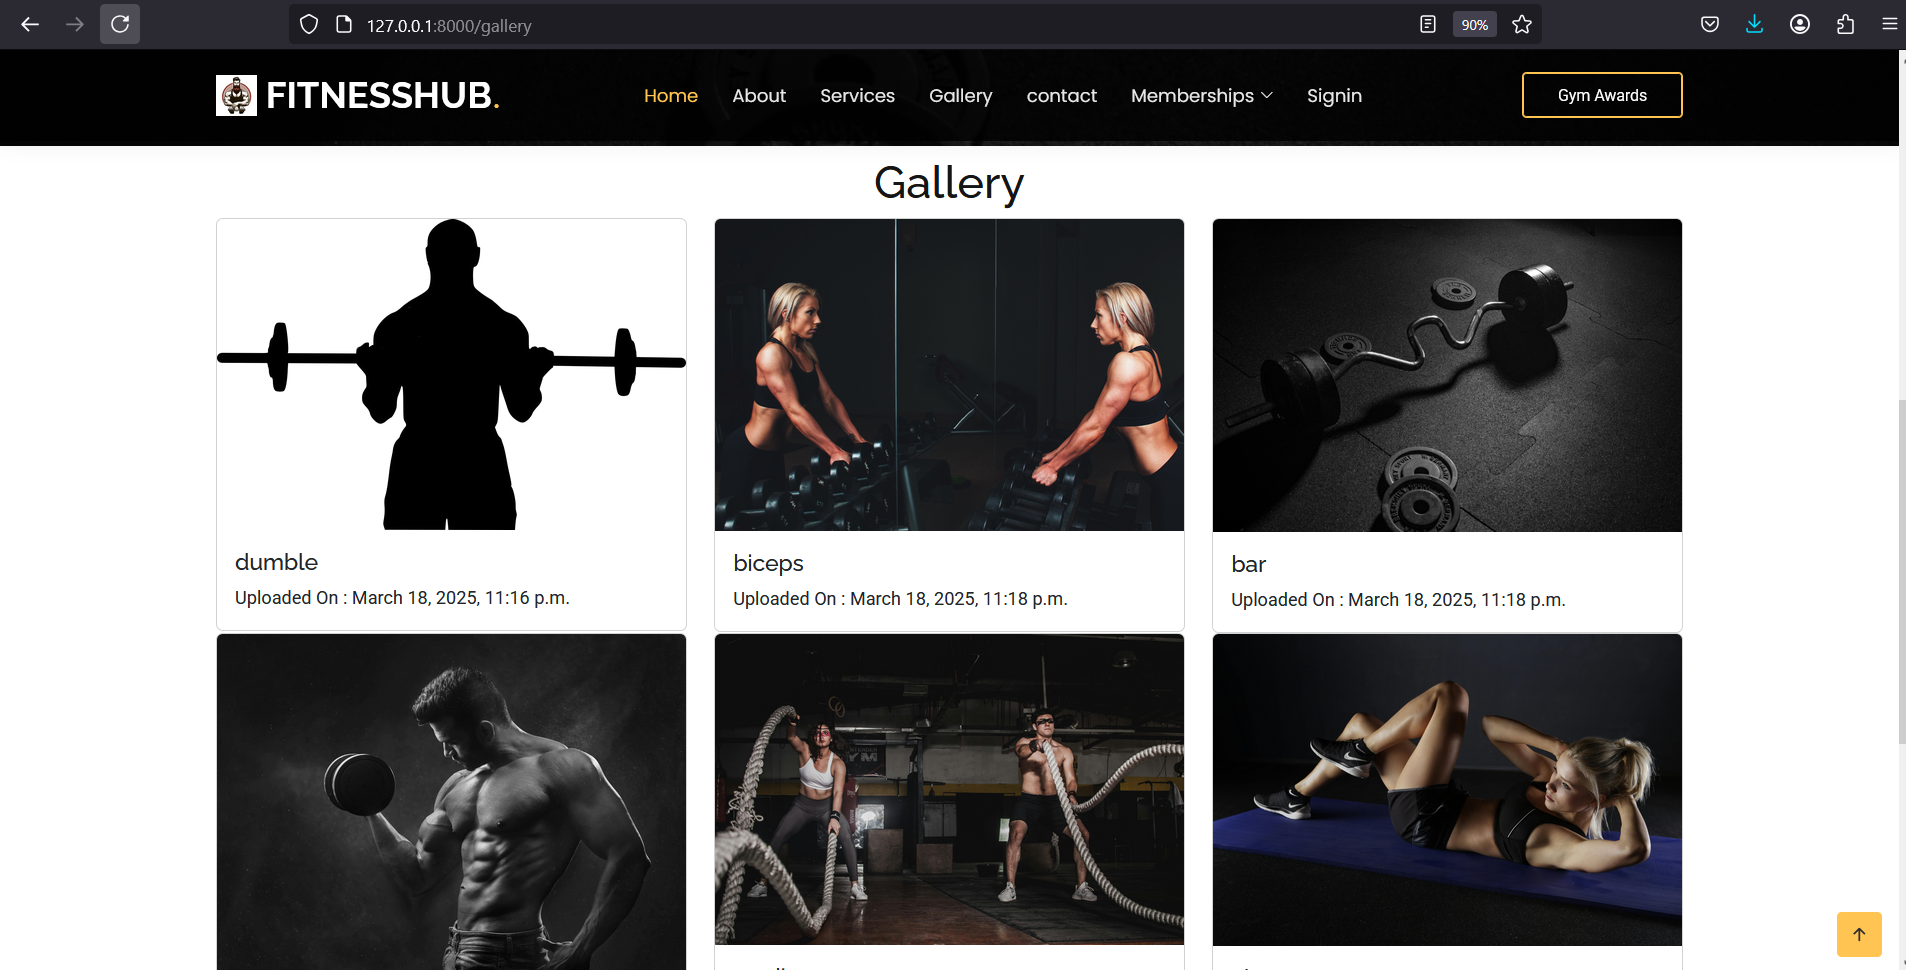 127.0.0.1:8000/gallery
90%
FITNESSHUB.
Home
About
Services
Gallery
contact
Memberships
Signin
Gym Awards
Gallery
dumble
Uploaded On : March 18, 2025, 11:16 p.m.
biceps
Uploaded On : March 18, 2025, 11:18 p.m.
bar
Uploaded On : March 18, 2025, 11:18 p.m.